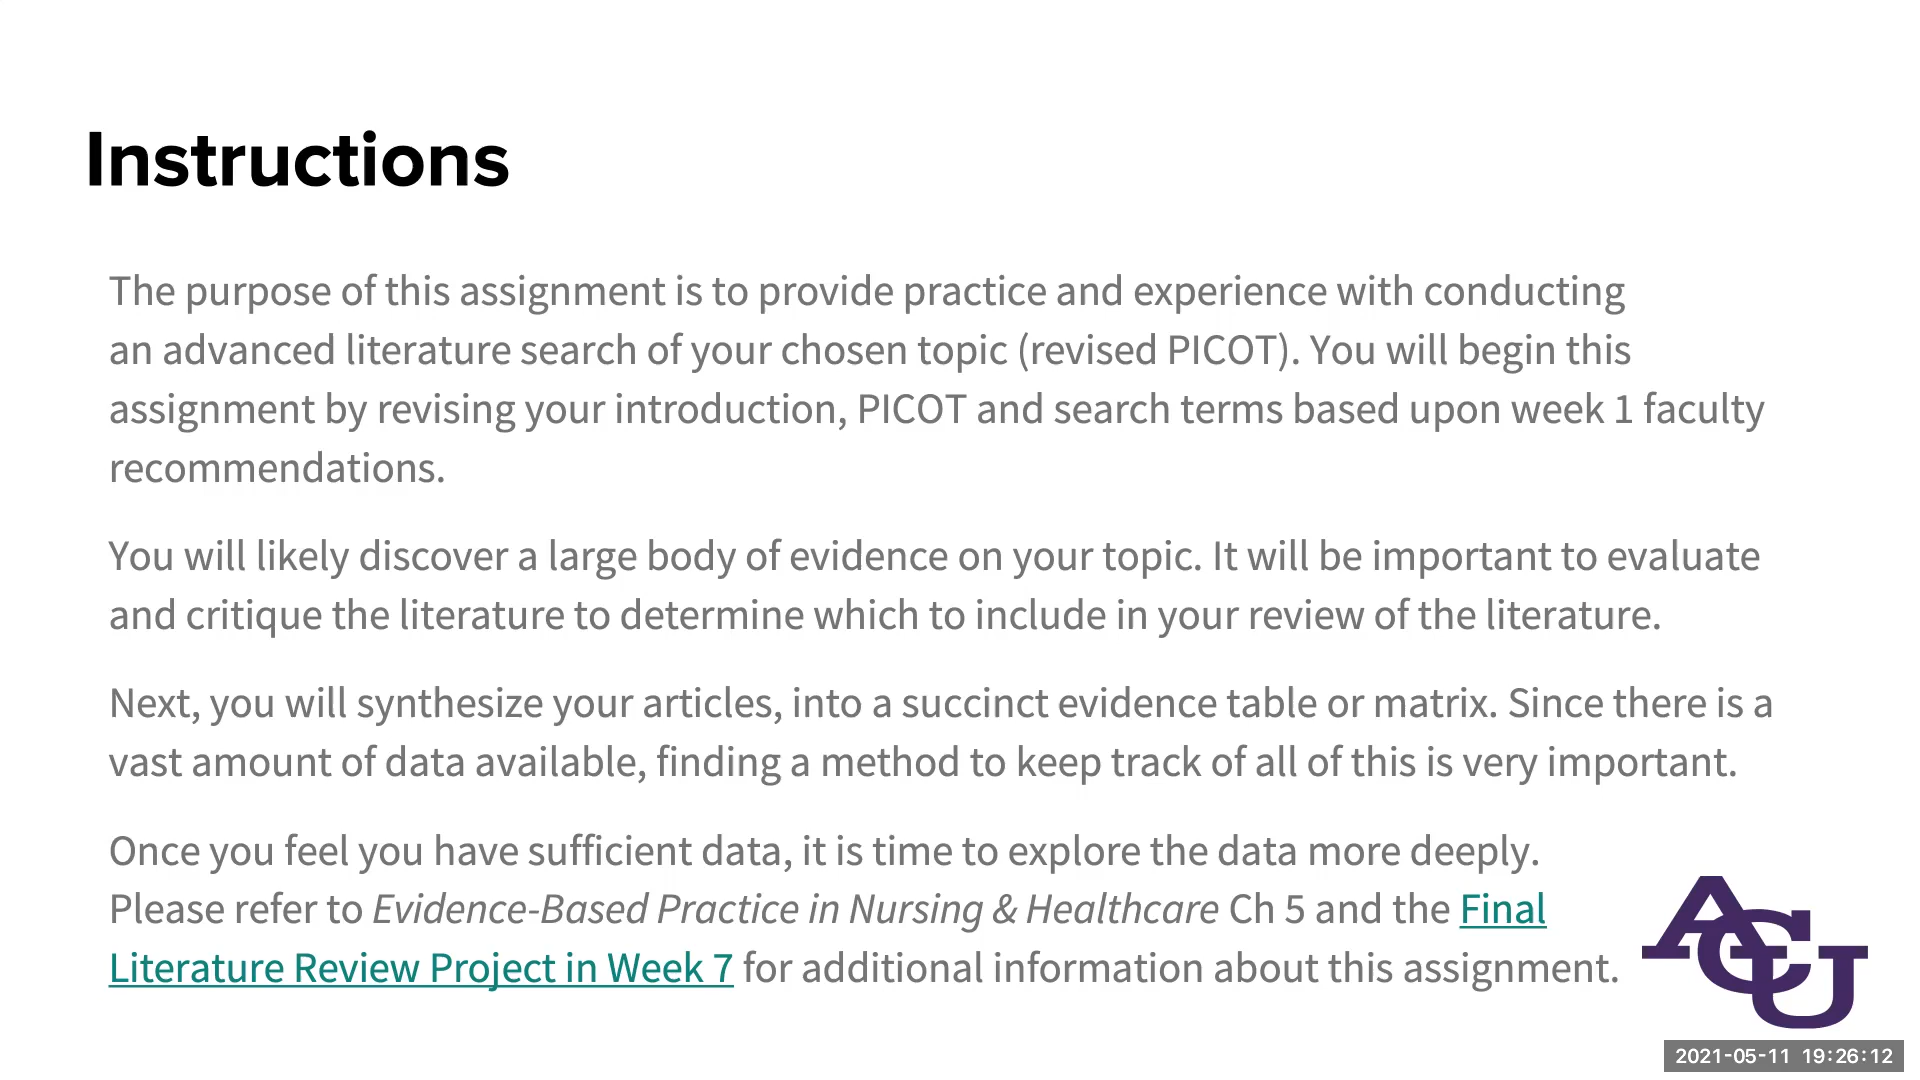 Instructions
The purpose of this assignment is to provide practice and experience with conducting
an advanced literature search of your chosen topic (revised PICOT). You will begin this
assignment by revising your introduction, PICOT and search terms based upon week 1 faculty
recommendations.
You will likely discover a large body of evidence on your topic. It will be important to evaluate
and critique the literature to determine which to include in your review of the literature.
Next, you will synthesize your articles, into a succinct evidence table or matrix. Since there is a
vast amount of data available, finding a method to keep track of all of this is very important.
Once you feel you have sufficient data, it is time to explore the data more deeply.
Please refer to Evidence-Based Practice in Nursing & Healthcare Ch 5 and the Final
Literature Review Project in Week 7 for additional information about this assignment.
ACU
2021-05-11 19:26:12